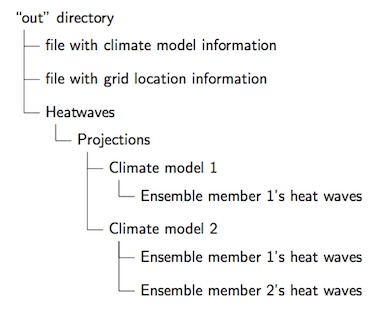 “out” directory
file with climate model information
file with grid location information
Heatwaves
Projections
Climate model 1
Ensemble member 1's heat waves
Climate model 2
Ensemble member 1's heat waves
Ensemble member 2's heat waves